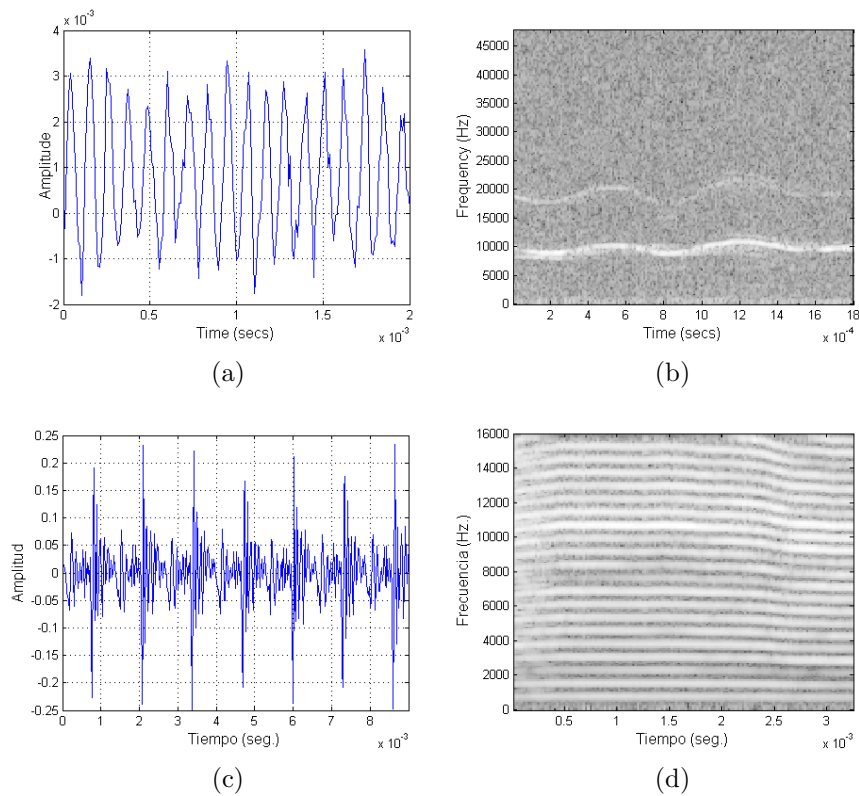 x 10⁻³
4
3
2
1
0
-1
-2
Amplitude
0 0.5 1 1.5 2
Time (secs)
x 10⁻³
(a)
45000
40000
35000
30000
25000
20000
15000
10000
5000
0
Frequency (Hz)
2 4 6 8 10 12 14 16 18
Time (secs)
x 10⁻⁴
(b)
0.25
0.2
0.15
0.1
0.05
0
-0.05
-0.1
-0.15
-0.2
-0.25
Amplitud
0 1 2 3 4 5 6 7 8
Tiempo (seg.)
x 10⁻³
(c)
16000
14000
12000
10000
8000
6000
4000
2000
0
Frecuencia (Hz.)
0.5 1 1.5 2 2.5 3
Tiempo (seg.)
x 10⁻³
(d)